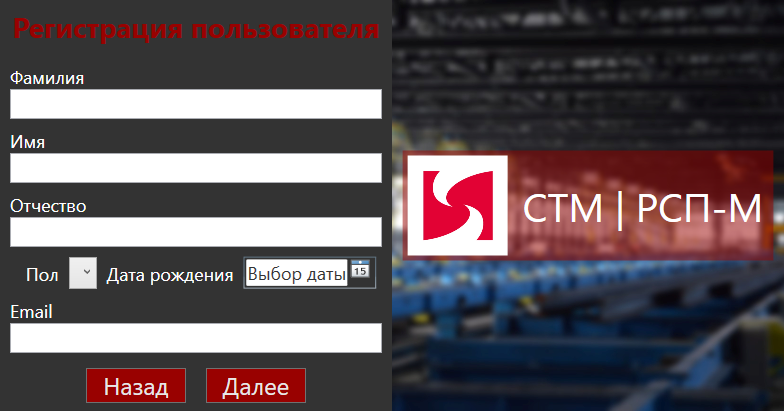 Регистрация пользователя
Фамилия
Имя
Отчество
Пол Дата рождения Выбор даты 15
Email
Назад Далее
СТМ | РСП-М